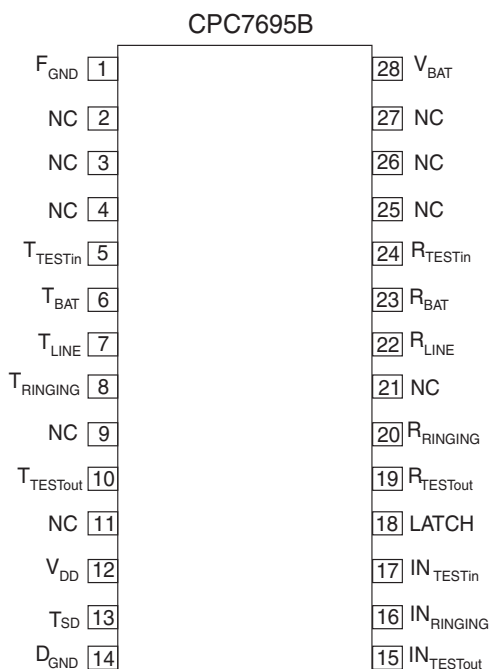 CPC7695B
F_GND 1 28 V_BAT
NC 2 27 NC
NC 3 26 NC
NC 4 25 NC
T_TESTin 5 24 R_TESTin
T_BAT 6 23 R_BAT
T_LINE 7 22 R_LINE
T_RINGING 8 21 NC
NC 9 20 R_RINGING
T_TESTout 10 19 R_TESTout
NC 11 18 LATCH
V_DD 12 17 IN_TESTin
T_SD 13 16 IN_RINGING
D_GND 14 15 IN_TESTout